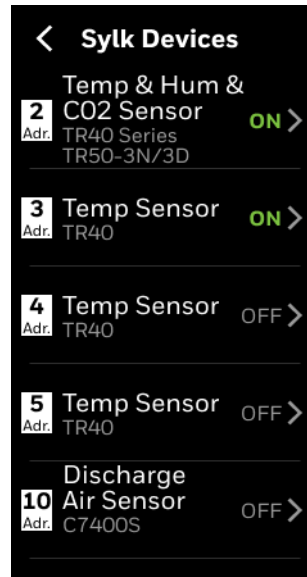 Sylk Devices
Temp & Hum &
2 CO2 Sensor ON
Adr. TR40 Series
TR50-3N/3D
3 Temp Sensor ON
Adr. TR40
4 Temp Sensor OFF
Adr. TR40
5 Temp Sensor OFF
Adr. TR40
Discharge
10 Air Sensor OFF
Adr. C7400S